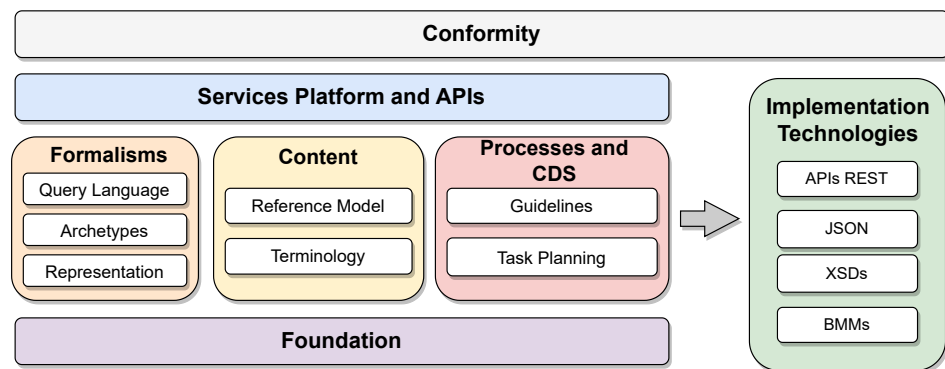 Conformity
Services Platform and APIs
Formalisms
Query Language
Archetypes
Representation
Content
Reference Model
Terminology
Processes and
CDS
Guidelines
Task Planning
Foundation
Implementation
Technologies
APIs REST
JSON
XSDs
BMMs